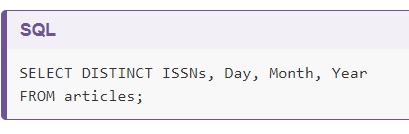 SQL
SELECT DISTINCT ISSNs, Day, Month, Year
FROM articles;